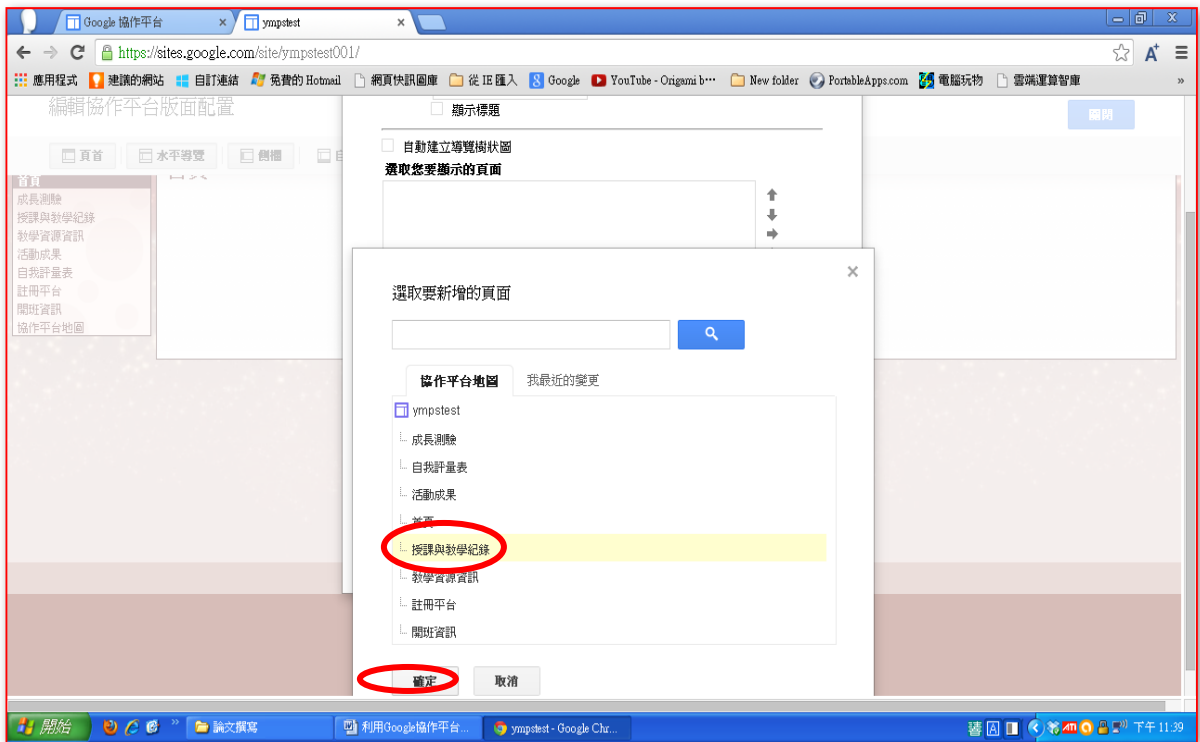 Google 協作平台 × ympstest ×
https://sites.google.com/site/ympstest001/
應用程式 建議的網站 自訂連結 免費的 Hotmail 網頁快訊圖庫 從 IE 匯入 Google YouTube - Origami b··· New folder PortableApps.com 電腦玩物 雲端運算智庫 »
編輯協作平台版面配置
顯示標題
關閉
頁首 水平導覽 側欄
自動建立導覽樹狀圖
選取您要顯示的頁面
首頁
成長測驗
授課與教學紀錄
教學資源資訊
活動成果
自我評量表
註冊平台
開班資訊
協作平台地圖
×
選取要新增的頁面
協作平台地圖 我最近的變更
ympstest
成長測驗
自我評量表
活動成果
首頁
授課與教學紀錄
教學資源資訊
註冊平台
開班資訊
確定 取消
開始 » 論文撰寫 利用Google協作平台... ympstest - Google Chr... 下午 11:39